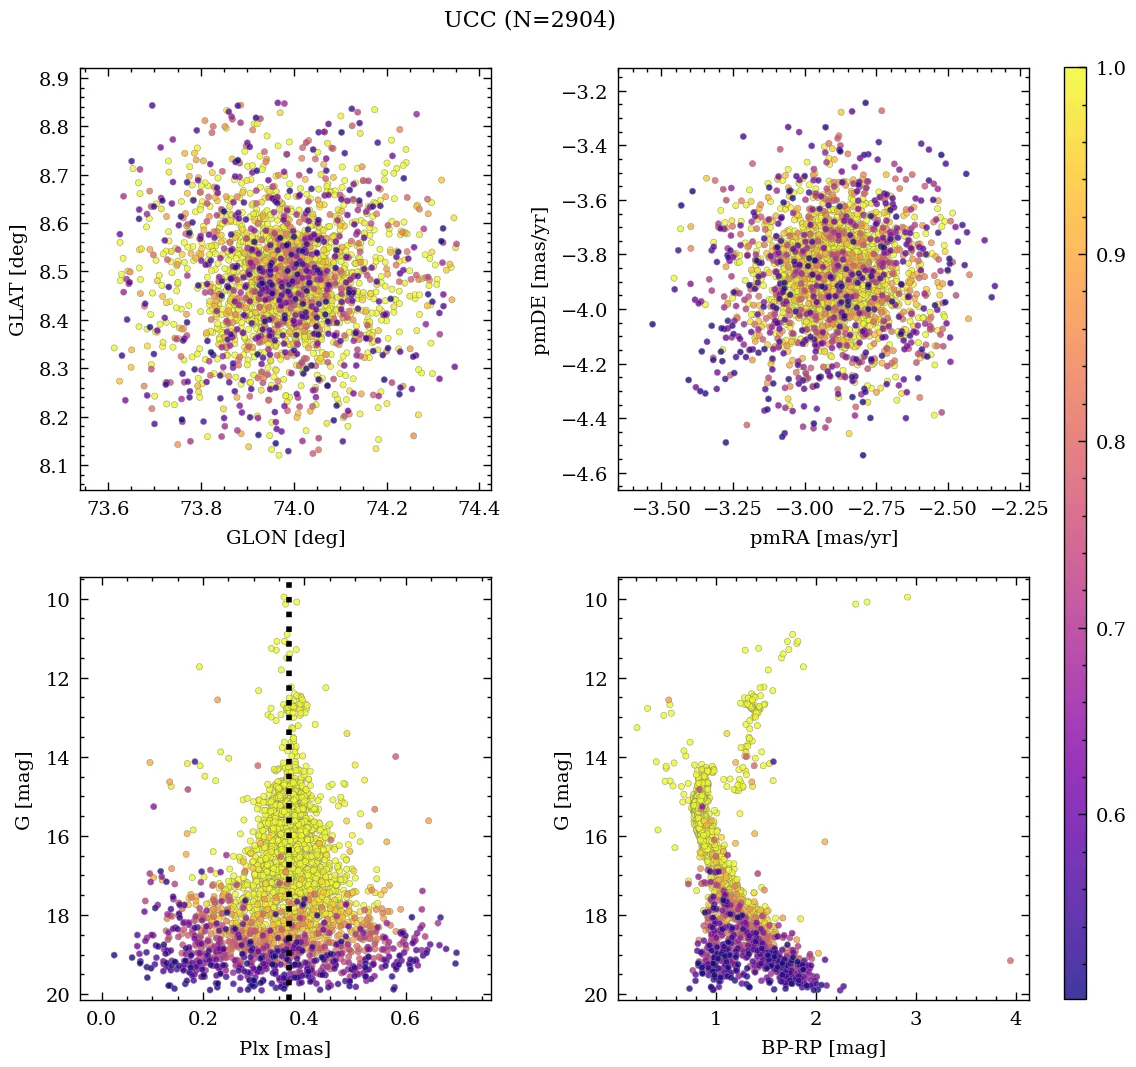 UCC (N=2904)
8.9
8.8
8.7
8.6
8.5
8.4
8.3
8.2
8.1
GLAT [deg]
73.6 73.8 74.0 74.2 74.4
GLON [deg]
−3.2
−3.4
−3.6
−3.8
−4.0
−4.2
−4.4
−4.6
pmDE [mas/yr]
−3.50 −3.25 −3.00 −2.75 −2.50 −2.25
pmRA [mas/yr]
10
12
14
16
18
20
G [mag]
0.0 0.2 0.4 0.6
Plx [mas]
10
12
14
16
18
20
G [mag]
1 2 3 4
BP-RP [mag]
1.0
0.9
0.8
0.7
0.6